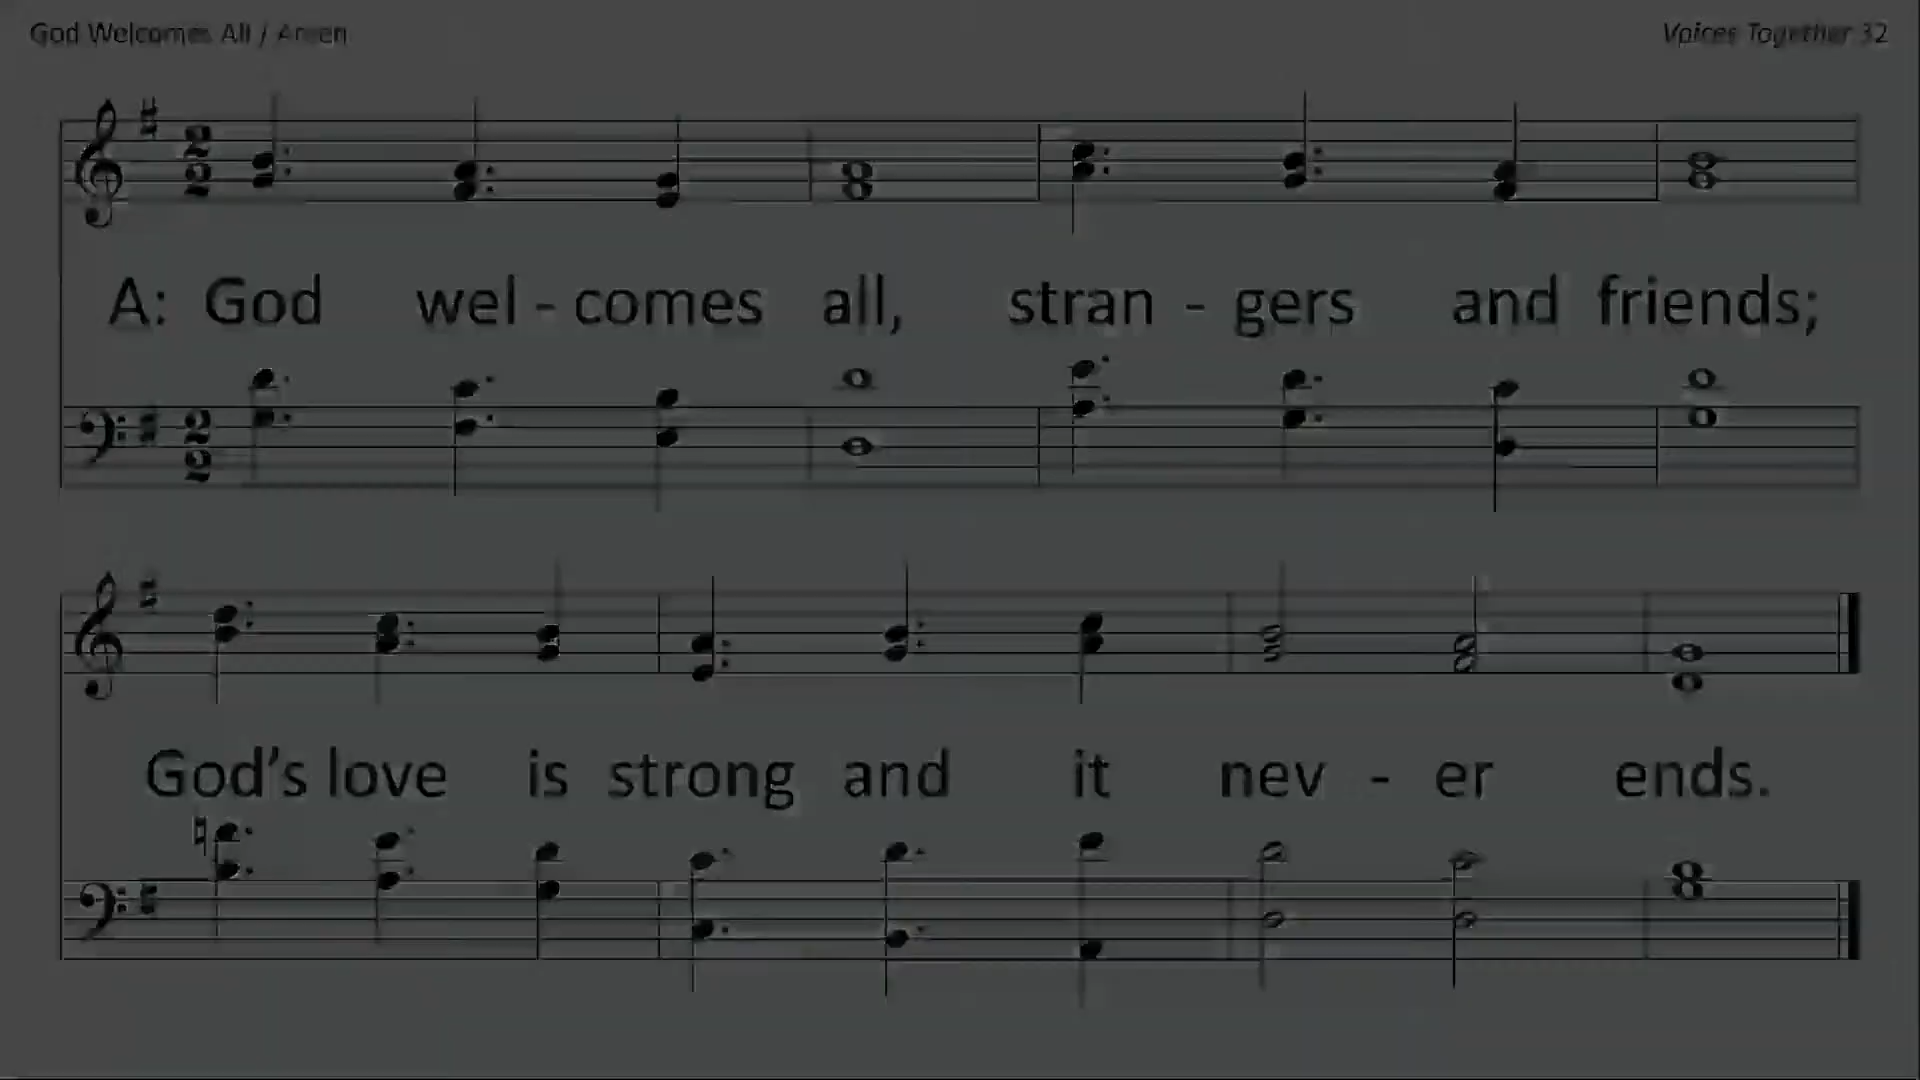 God Welcomes All / Amen
Voices Together 32
A: God wel - comes all, stran - gers and friends;
God's love is strong and it nev - er ends.